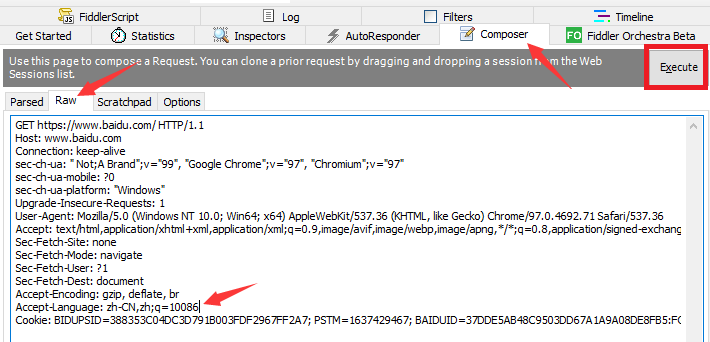 FiddlerScript Log Filters Timeline
Get Started Statistics Inspectors AutoResponder Composer FO Fiddler Orchestra Beta
Use this page to compose a Request. You can clone a prior request by dragging and dropping a session from the Web
Sessions list.
Execute
Parsed Raw Scratchpad Options
GET https://www.baidu.com/ HTTP/1.1
Host: www.baidu.com
Connection: keep-alive
sec-ch-ua: " Not;A Brand";v="99", "Google Chrome";v="97", "Chromium";v="97"
sec-ch-ua-mobile: ?0
sec-ch-ua-platform: "Windows"
Upgrade-Insecure-Requests: 1
User-Agent: Mozilla/5.0 (Windows NT 10.0; Win64; x64) AppleWebKit/537.36 (KHTML, like Gecko) Chrome/97.0.4692.71 Safari/537.36
Accept: text/html,application/xhtml+xml,application/xml;q=0.9,image/avif,image/webp,image/apng,*/*;q=0.8,application/signed-exchang
Sec-Fetch-Site: none
Sec-Fetch-Mode: navigate
Sec-Fetch-User: ?1
Sec-Fetch-Dest: document
Accept-Encoding: gzip, deflate, br
Accept-Language: zh-CN,zh;q=10086
Cookie: BIDUPSID=388353C04DC3D791B003FDF2967FF2A7; PSTM=1637429467; BAIDUID=37DDE5AB48C9503DD67A1A9A08DE8FB5:FG